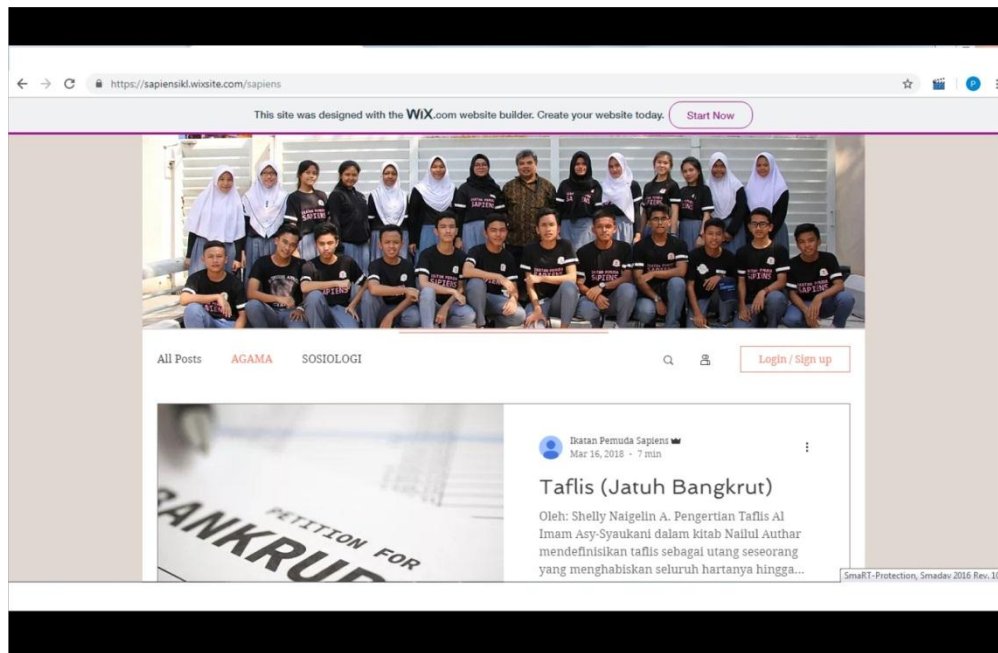 https://sapiensikl.wixsite.com/sapiens
This site was designed with the WiX.com website builder. Create your website today. Start Now
All Posts AGAMA SOSIOLOGI Login / Sign up
PETITION FOR
Ikatan Pemuda Sapiens
Mar 16, 2018 · 7 min
Taflis (Jatuh Bangkrut)
Oleh: Shelly Naigelin A. Pengertian Taflis Al
Imam Asy-Syaukani dalam kitab Nailul Authar
mendefinisikan taflis sebagai utang seseorang
yang menghabiskan seluruh hartanya hingga...
SmaRT-Protection, Smadav 2016 Rev.